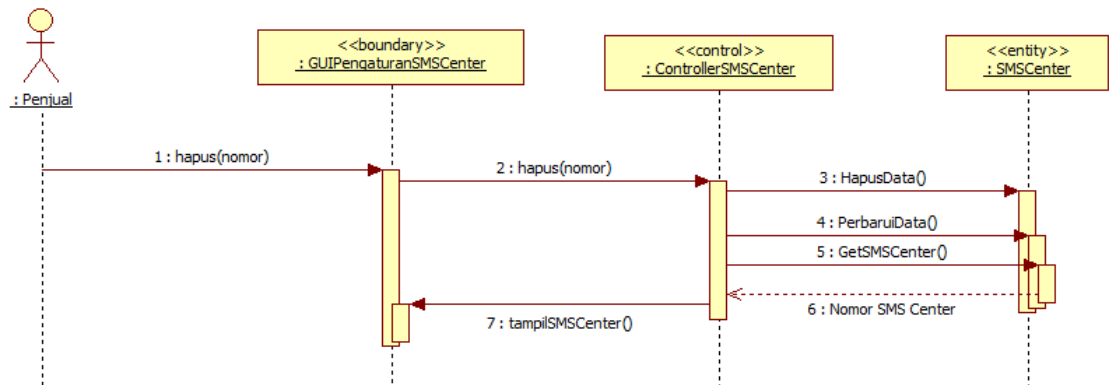 <<boundary>>
: GUIPengaturanSMSCenter
<<control>>
: ControllerSMSCenter
<<entity>>
: SMSCenter
: Penjual
1 : hapus(nomor)
2 : hapus(nomor)
3 : HapusData()
4 : PerbaruiData()
5 : GetSMSCenter()
6 : Nomor SMS Center
7 : tampilSMSCenter()